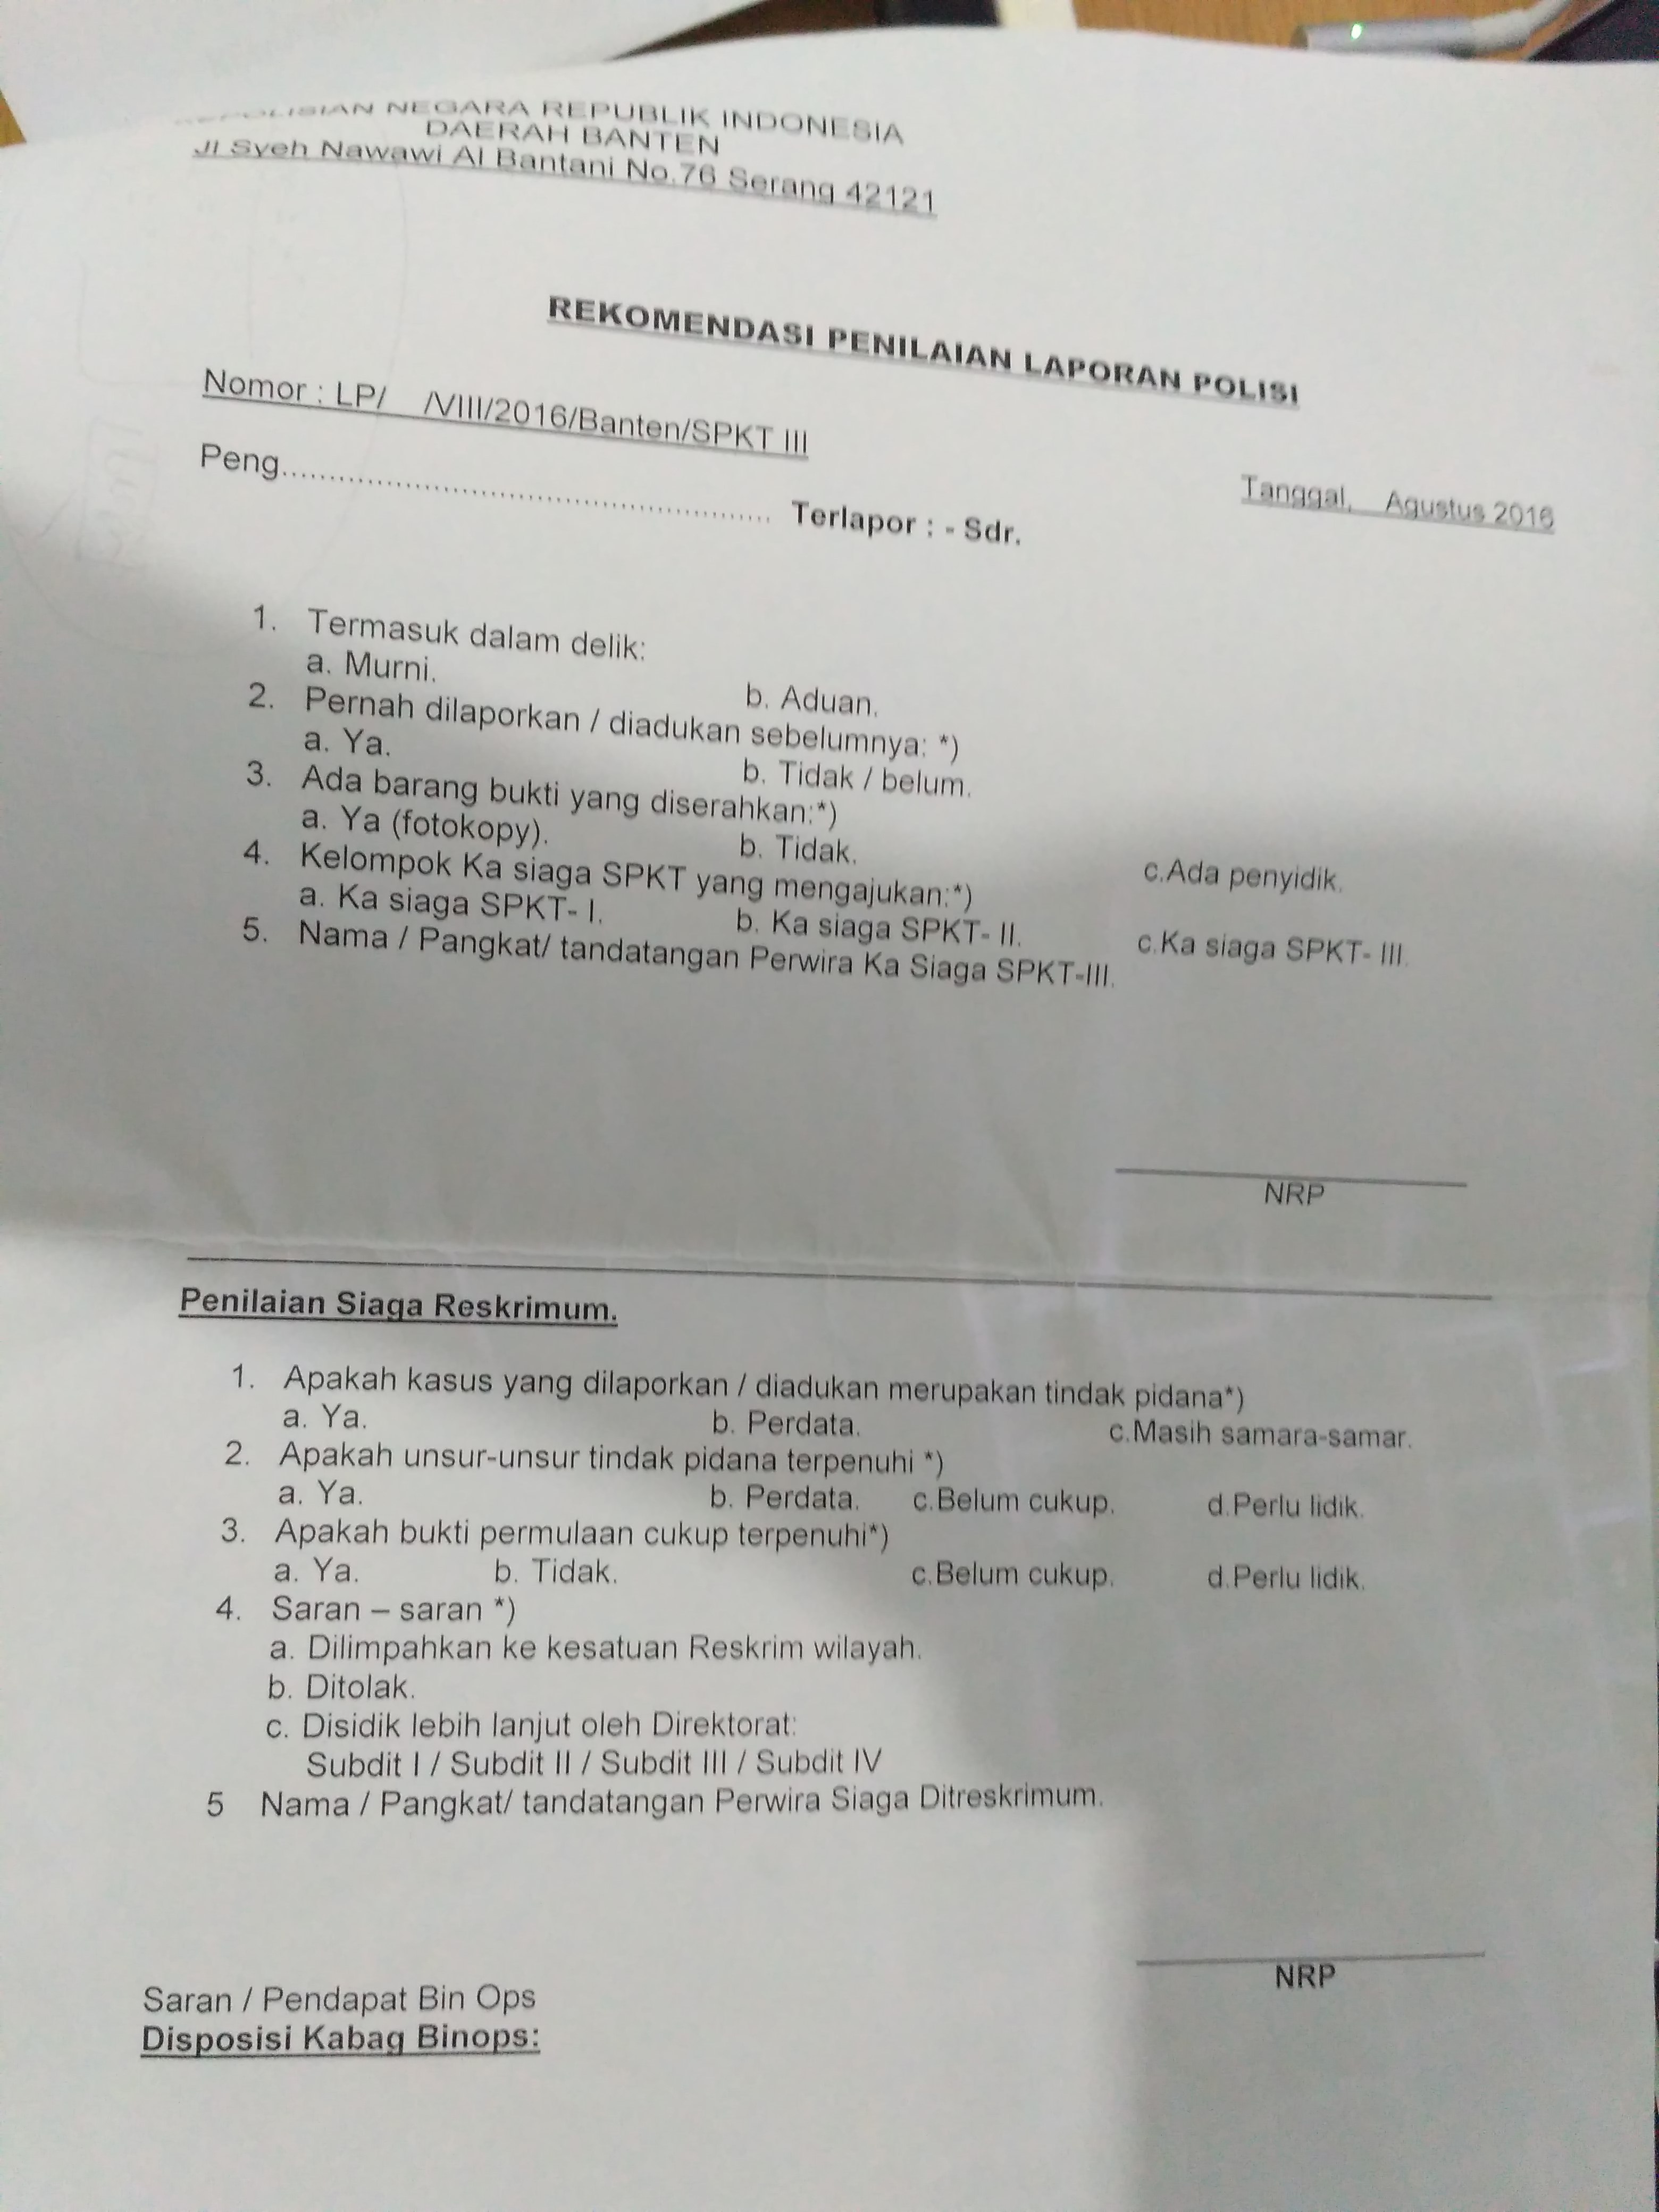 KEPOLISIAN NEGARA REPUBLIK INDONESIA
DAERAH BANTEN
Jl Syeh Nawawi Al Bantani No.76 Serang 42121
REKOMENDASI PENILAIAN LAPORAN POLISI
Nomor : LP/ /VIII/2016/Banten/SPKT III
Tanggal, Agustus 2016
Peng........................................................ Terlapor : - Sdr.
1. Termasuk dalam delik:
a. Murni. b. Aduan.
2. Pernah dilaporkan / diadukan sebelumnya: *)
a. Ya. b. Tidak / belum.
3. Ada barang bukti yang diserahkan:*)
a. Ya (fotokopy). b. Tidak. c.Ada penyidik.
4. Kelompok Ka siaga SPKT yang mengajukan:*)
a. Ka siaga SPKT- I. b. Ka siaga SPKT- II. c.Ka siaga SPKT- III.
5. Nama / Pangkat/ tandatangan Perwira Ka Siaga SPKT-III.
NRP
Penilaian Siaga Reskrimum.
1. Apakah kasus yang dilaporkan / diadukan merupakan tindak pidana*)
a. Ya. b. Perdata. c.Masih samara-samar.
2. Apakah unsur-unsur tindak pidana terpenuhi *)
a. Ya. b. Perdata. c.Belum cukup. d.Perlu lidik.
3. Apakah bukti permulaan cukup terpenuhi*)
a. Ya. b. Tidak. c.Belum cukup. d.Perlu lidik.
4. Saran – saran *)
a. Dilimpahkan ke kesatuan Reskrim wilayah.
b. Ditolak.
c. Disidik lebih lanjut oleh Direktorat:
Subdit I / Subdit II / Subdit III / Subdit IV
5 Nama / Pangkat/ tandatangan Perwira Siaga Ditreskrimum.
NRP
Saran / Pendapat Bin Ops
Disposisi Kabag Binops: